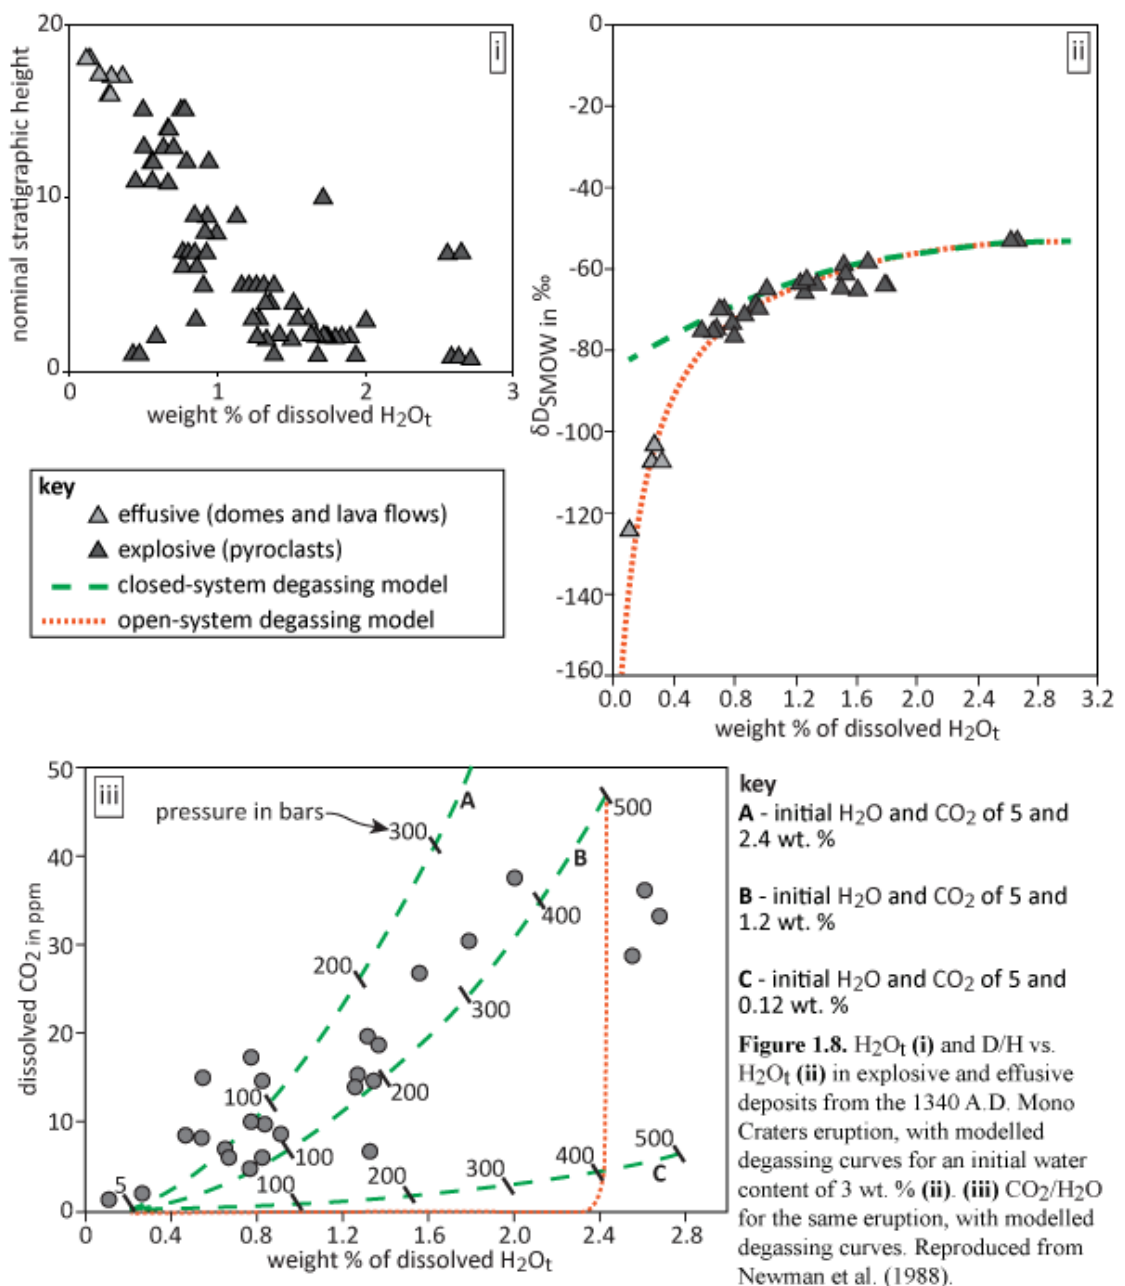 20
10
0
nominal stratigraphic height
i
0
1
2
3
weight % of dissolved H2Ot
key
effusive (domes and lava flows)
explosive (pyroclasts)
closed-system degassing model
open-system degassing model
0
-20
-40
-60
-80
-100
-120
-140
-160
δDSMOW in ‰
ii
0.0
0.4
0.8
1.2
1.6
2.0
2.4
2.8
3.2
weight % of dissolved H2Ot
50
40
30
20
10
0
dissolved CO2 in ppm
iii
pressure in bars
300
A
200
100
5
500
B
400
300
200
100
500
C
400
300
200
100
0
0.4
0.8
1.2
1.6
2.0
2.4
2.8
weight % of dissolved H2Ot
key
A - initial H2O and CO2 of 5 and
2.4 wt. %
B - initial H2O and CO2 of 5 and
1.2 wt. %
C - initial H2O and CO2 of 5 and
0.12 wt. %
Figure 1.8. H2Ot (i) and D/H vs.
H2Ot (ii) in explosive and effusive
deposits from the 1340 A.D. Mono
Craters eruption, with modelled
degassing curves for an initial water
content of 3 wt. % (ii). (iii) CO2/H2O
for the same eruption, with modelled
degassing curves. Reproduced from
Newman et al. (1988).